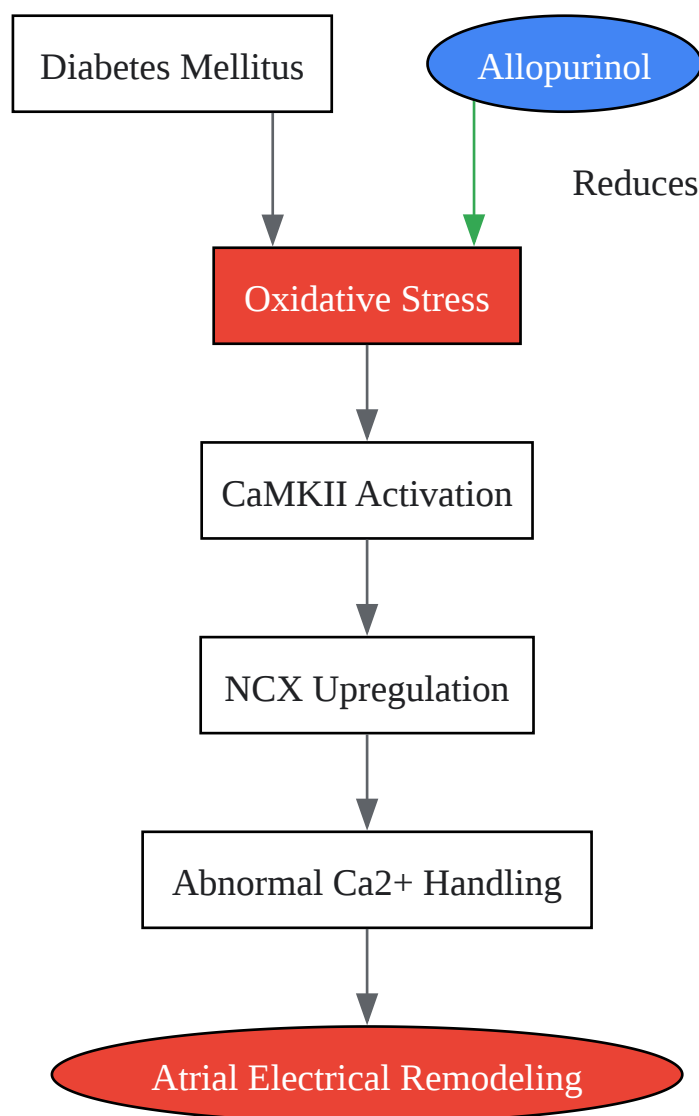 Diabetes Mellitus
Allopurinol
Reduces
Oxidative Stress
CaMKII Activation
NCX Upregulation
Abnormal Ca2+ Handling
Atrial Electrical Remodeling